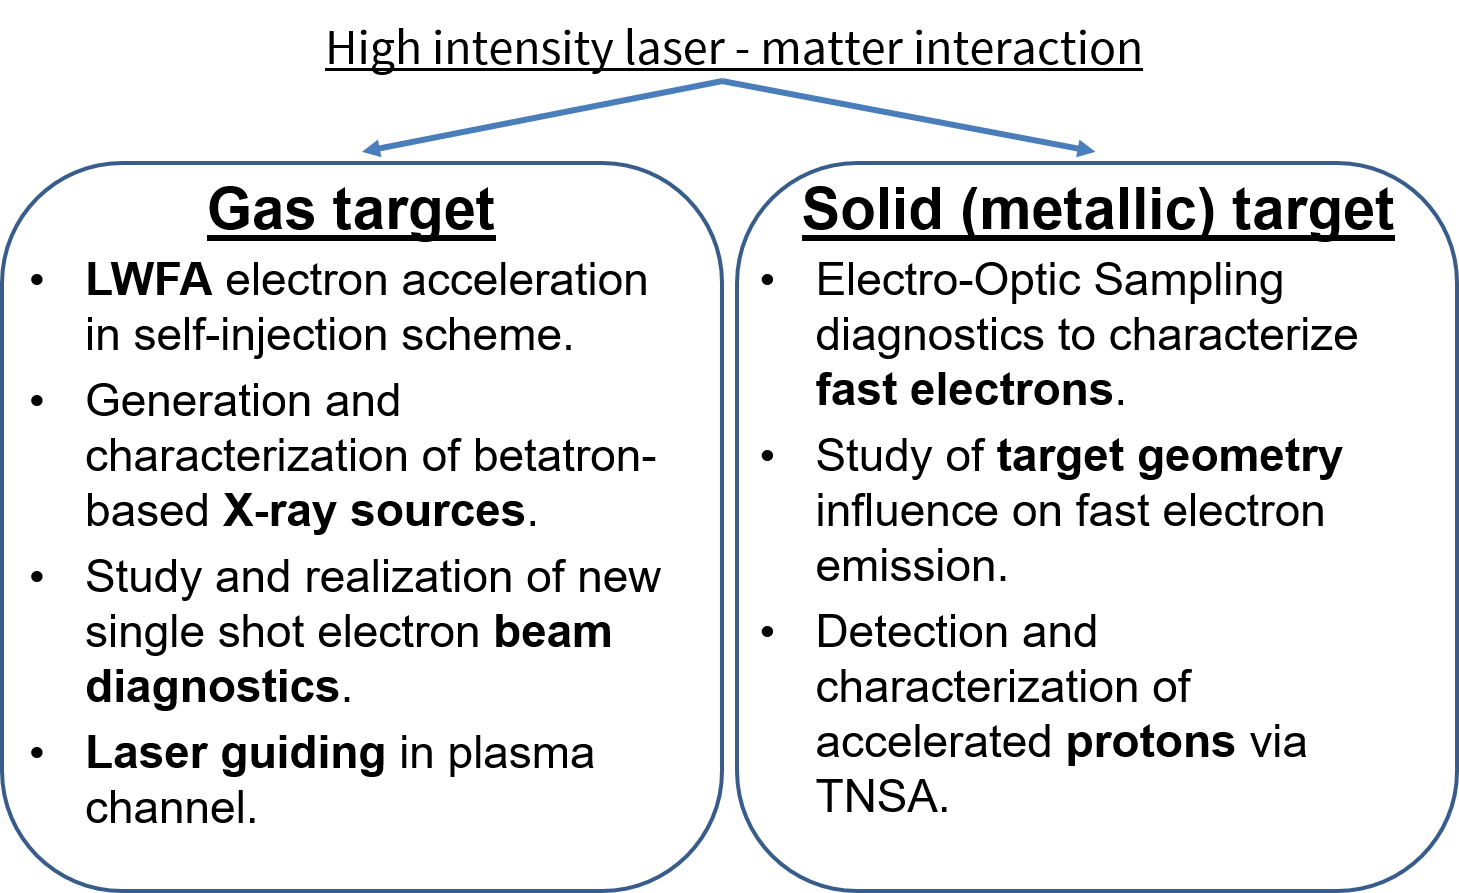 High intensity laser - matter interaction
Gas target
• LWFA electron acceleration
in self-injection scheme.
• Generation and
characterization of betatron-
based X-ray sources.
• Study and realization of new
single shot electron beam
diagnostics.
• Laser guiding in plasma
channel.
Solid (metallic) target
• Electro-Optic Sampling
diagnostics to characterize
fast electrons.
• Study of target geometry
influence on fast electron
emission.
• Detection and
characterization of
accelerated protons via
TNSA.